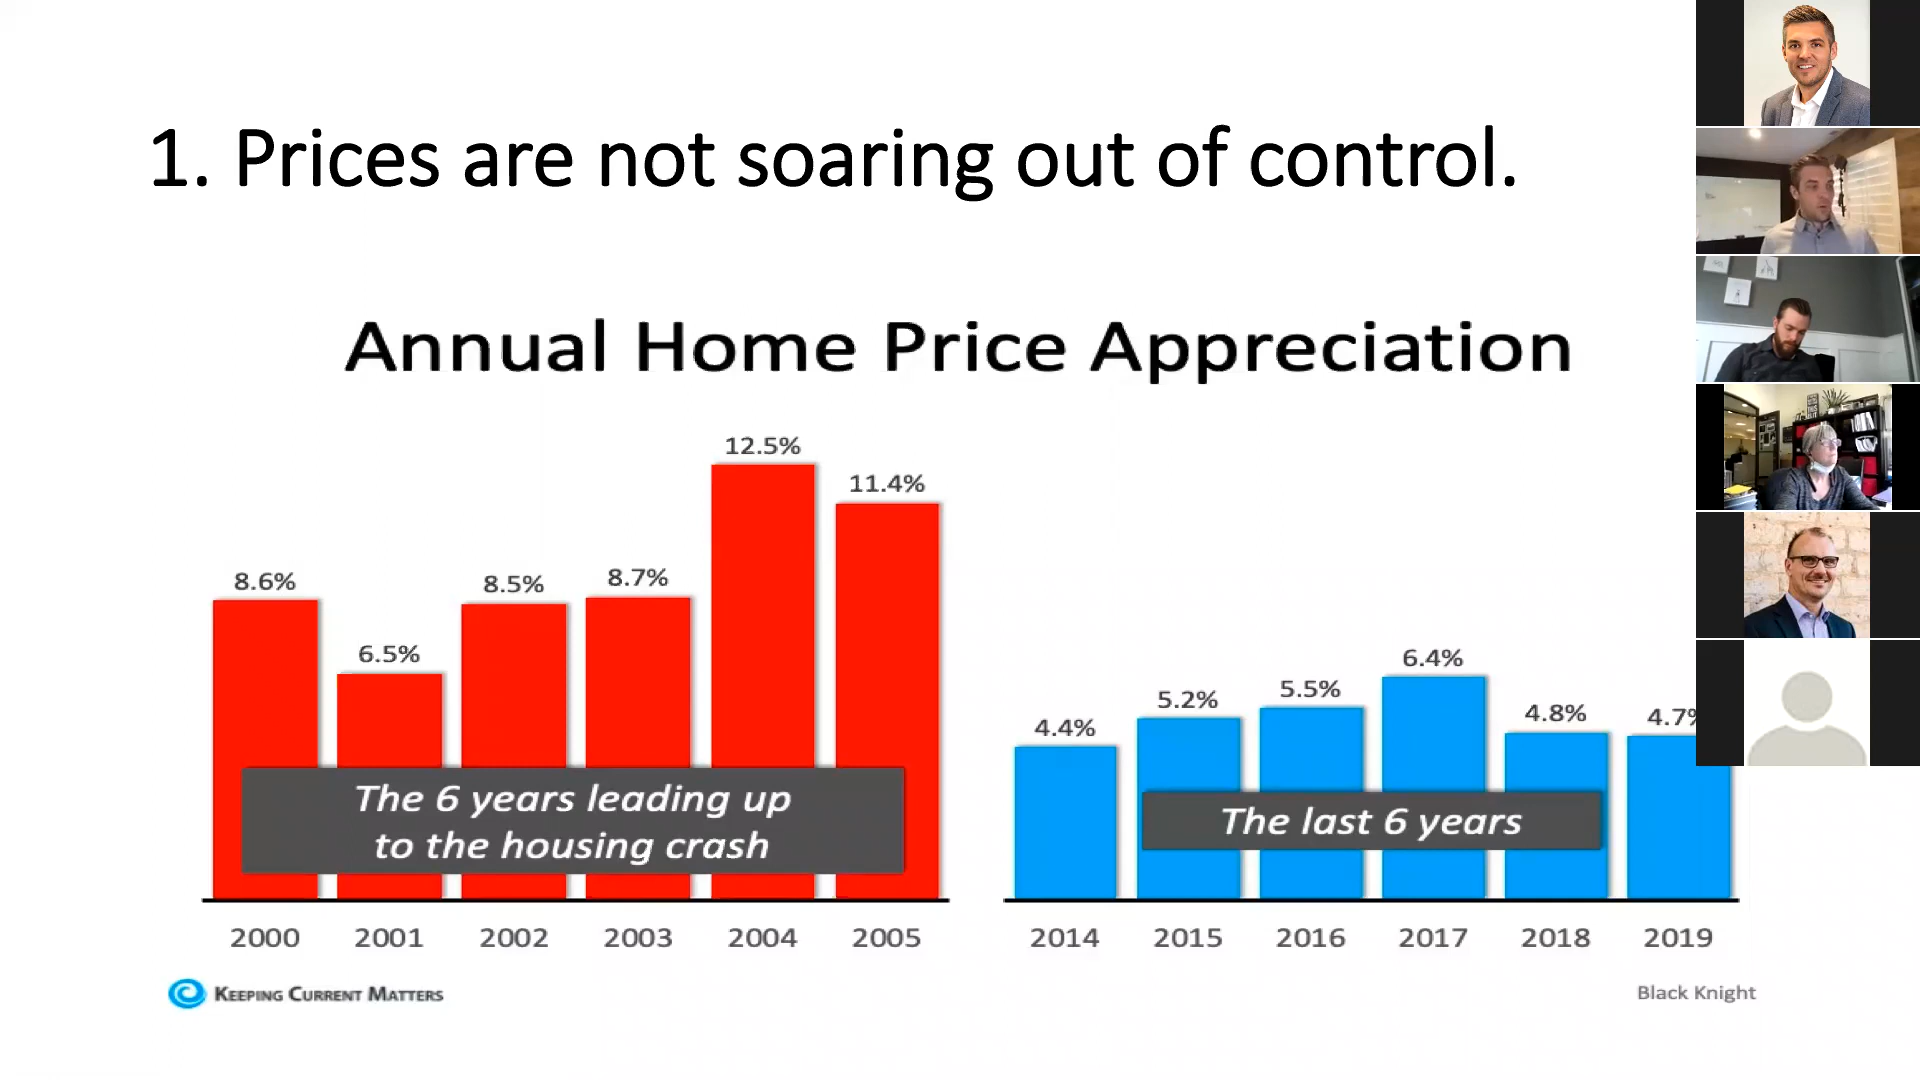 1. Prices are not soaring out of control.
Annual Home Price Appreciation
12.5%
11.4%
8.6%
8.5%
8.7%
6.5%
6.4%
5.2%
5.5%
4.4%
4.8%
4.7%
The 6 years leading up
to the housing crash
The last 6 years
2000 2001 2002 2003 2004 2005 2014 2015 2016 2017 2018 2019
KEEPING CURRENT MATTERS
Black Knight